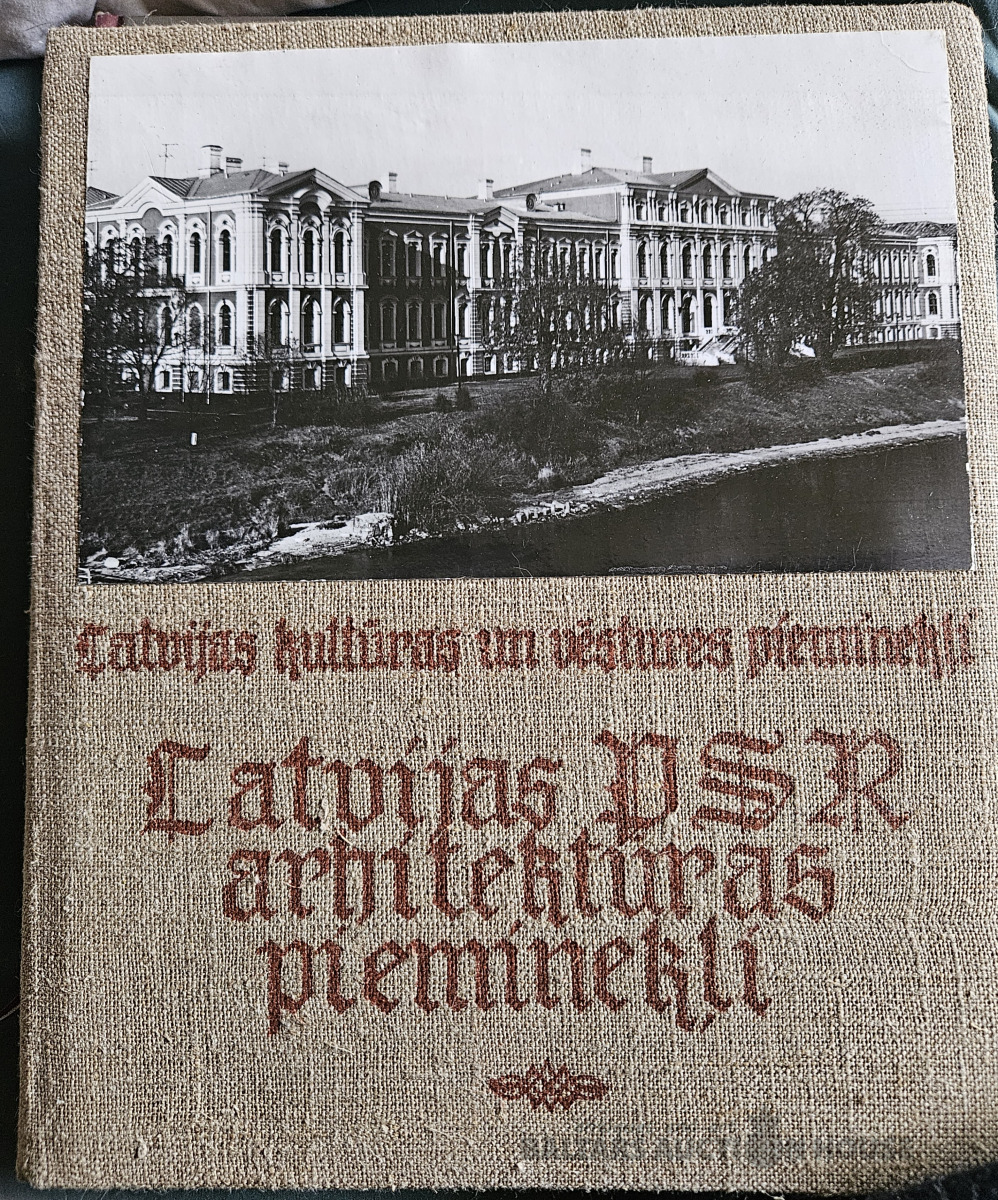 Latvijas kultūras un vēstures pieminekļi
Latvijas PSR
arhitektūras
pieminekļi